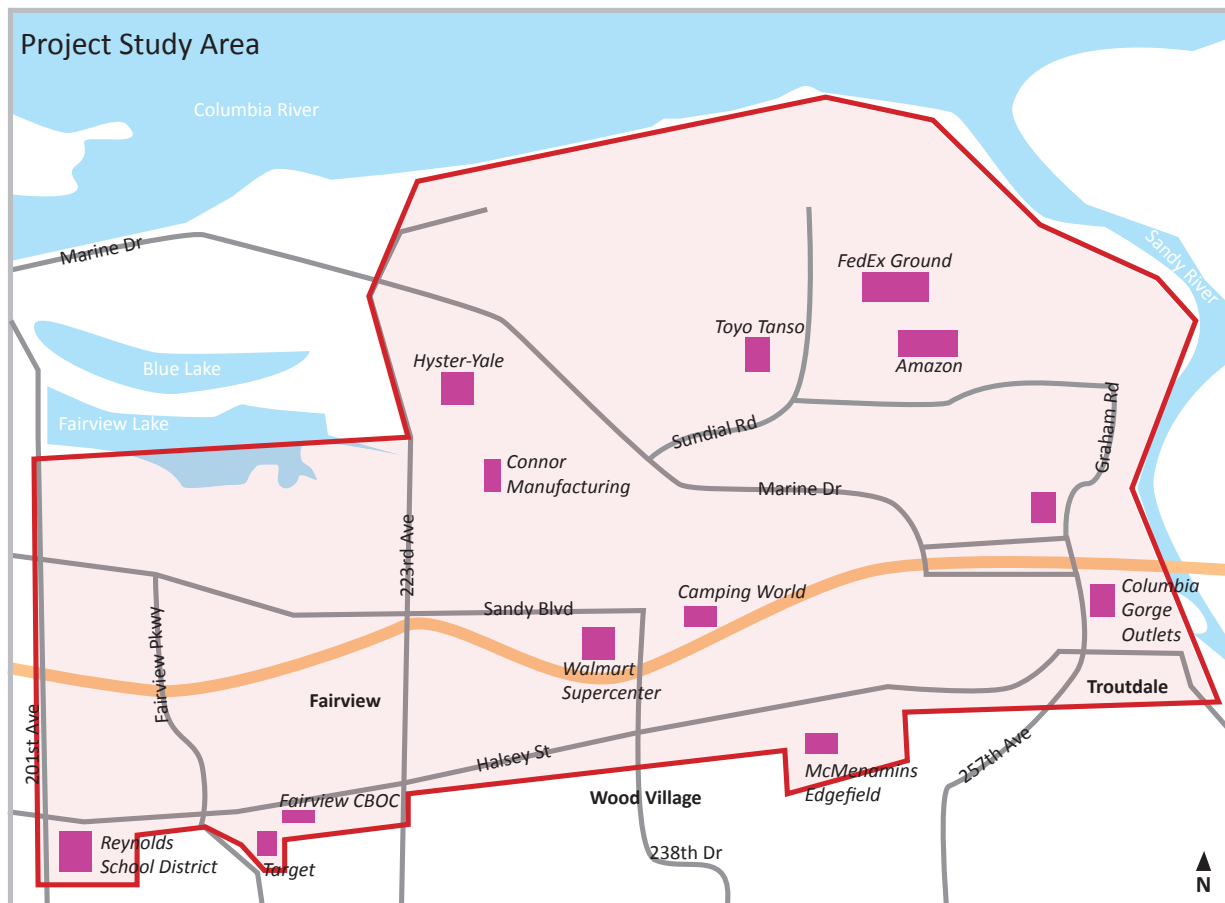 Project Study Area
Columbia River
Marine Dr
Sandy River
FedEx Ground
Toyo Tanso
Hyster-Yale
Amazon
Blue Lake
Fairview Lake
Sundial Rd
Graham Rd
Connor
Manufacturing
Marine Dr
223rd Ave
Sandy Blvd
Camping World
Columbia
Gorge
Outlets
Fairview Pkwy
Walmart
Supercenter
Fairview
Troutdale
201st Ave
Halsey St
257th Ave
McMenamins
Edgefield
Wood Village
Fairview CBOC
Reynolds
School District
Target
238th Dr
N